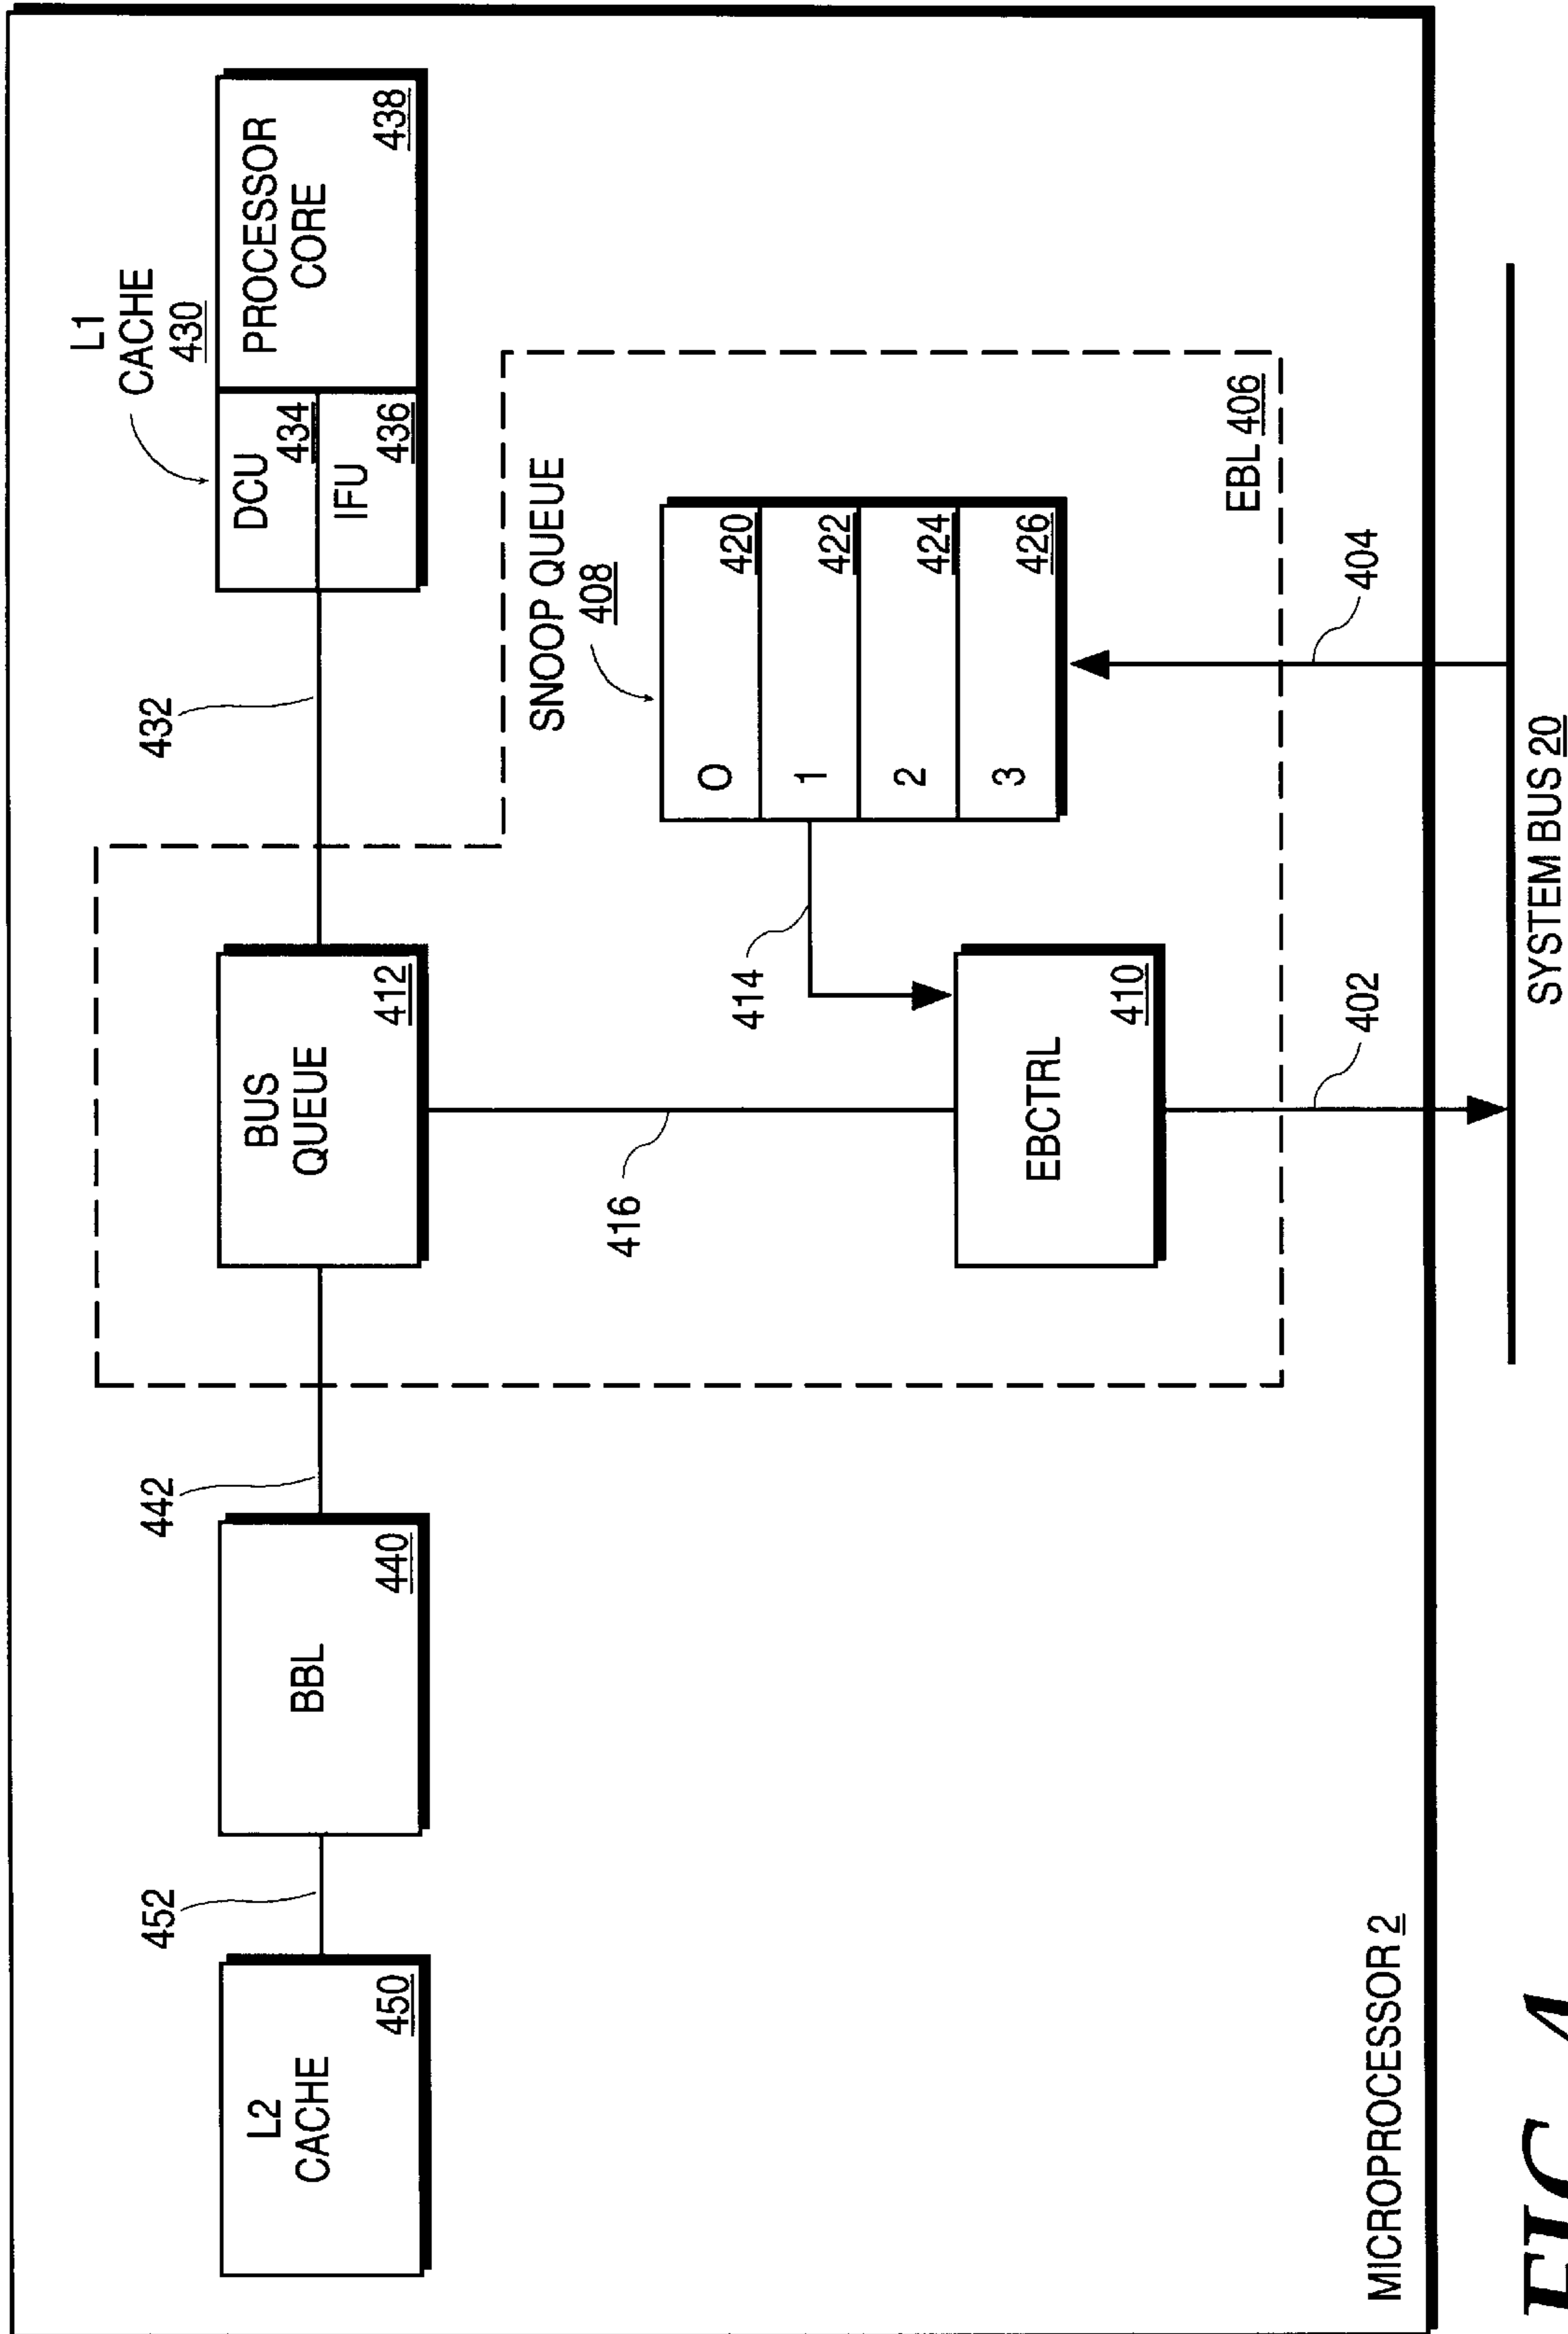 L1
CACHE
430
452
442
432
L2
CACHE
450
BBL
440
BUS
QUEUE
412
DCU
434
IFU
436
PROCESSOR
CORE
438
SNOOP QUEUE
408
416
414
0
420
1
422
2
424
3
426
EBCTRL
410
EBL 406
MICROPROCESSOR 2
402
404
SYSTEM BUS 20
FIG. 4